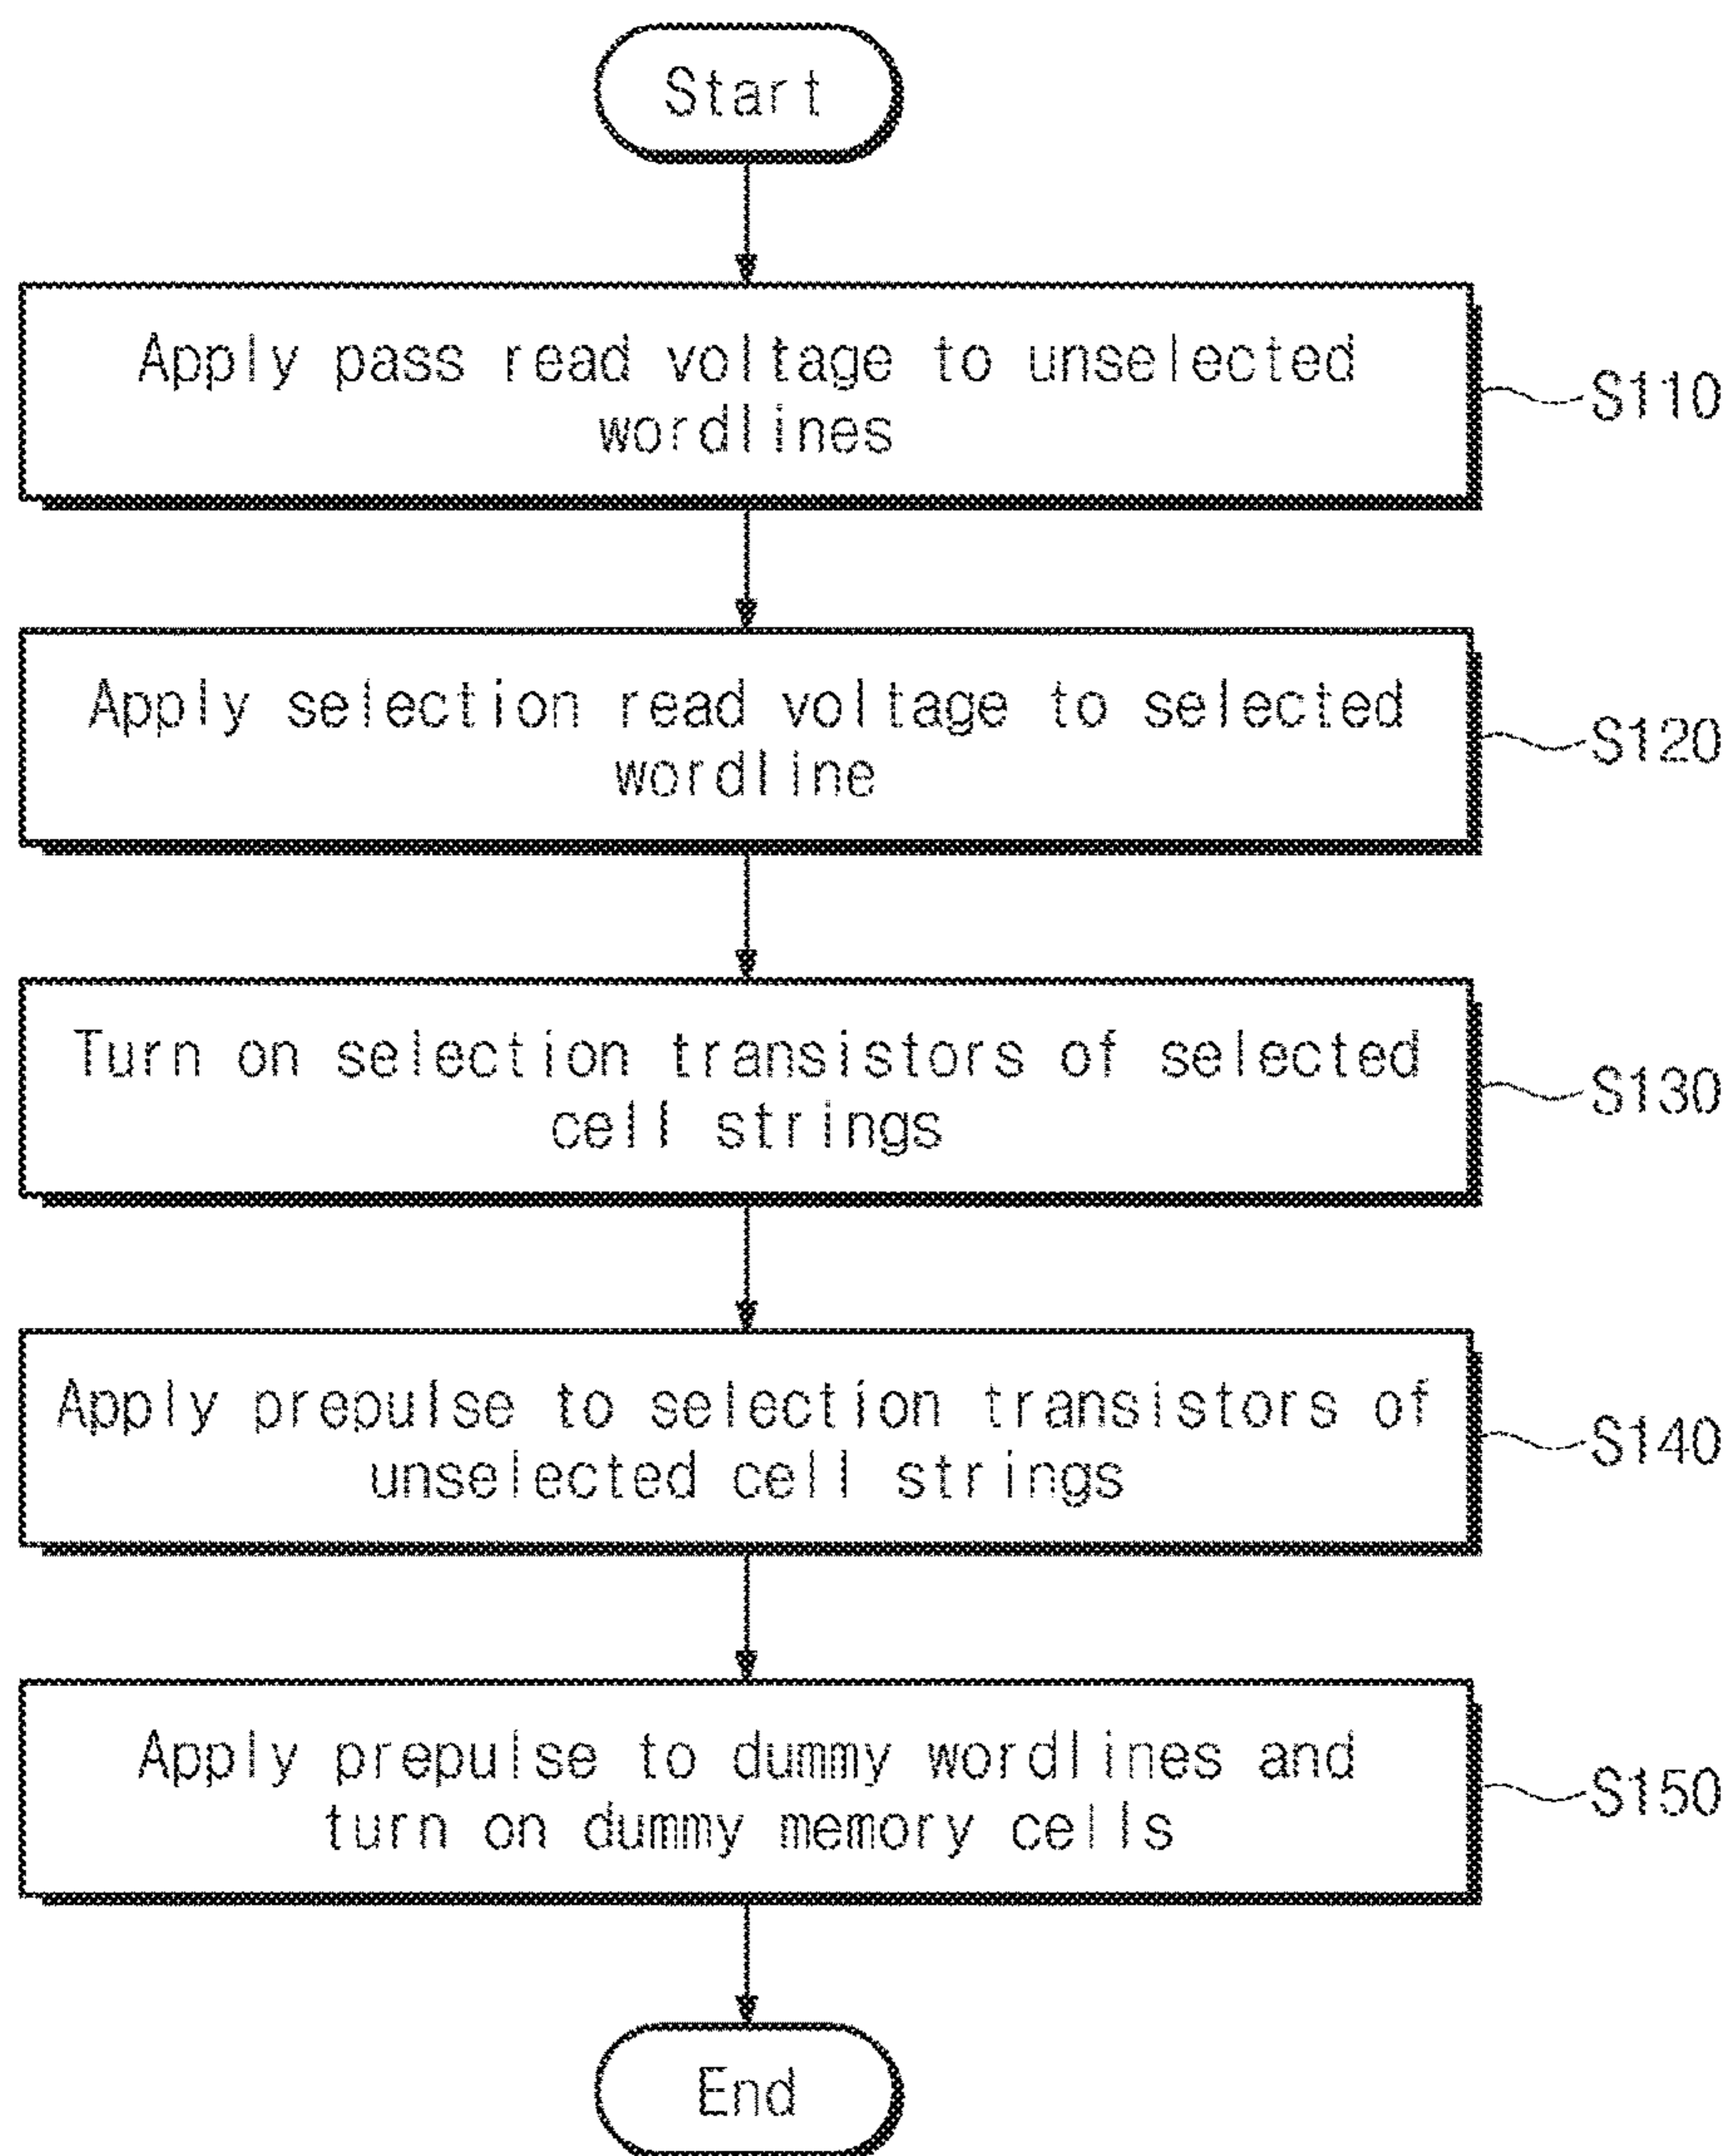 Start
Apply pass read voltage to unselected
wordlines
S110
Apply selection read voltage to selected
wordline
S120
Turn on selection transistors of selected
cell strings
S130
Apply prepulse to selection transistors of
unselected cell strings
S140
Apply prepulse to dummy wordlines and
turn on dummy memory cells
S150
End